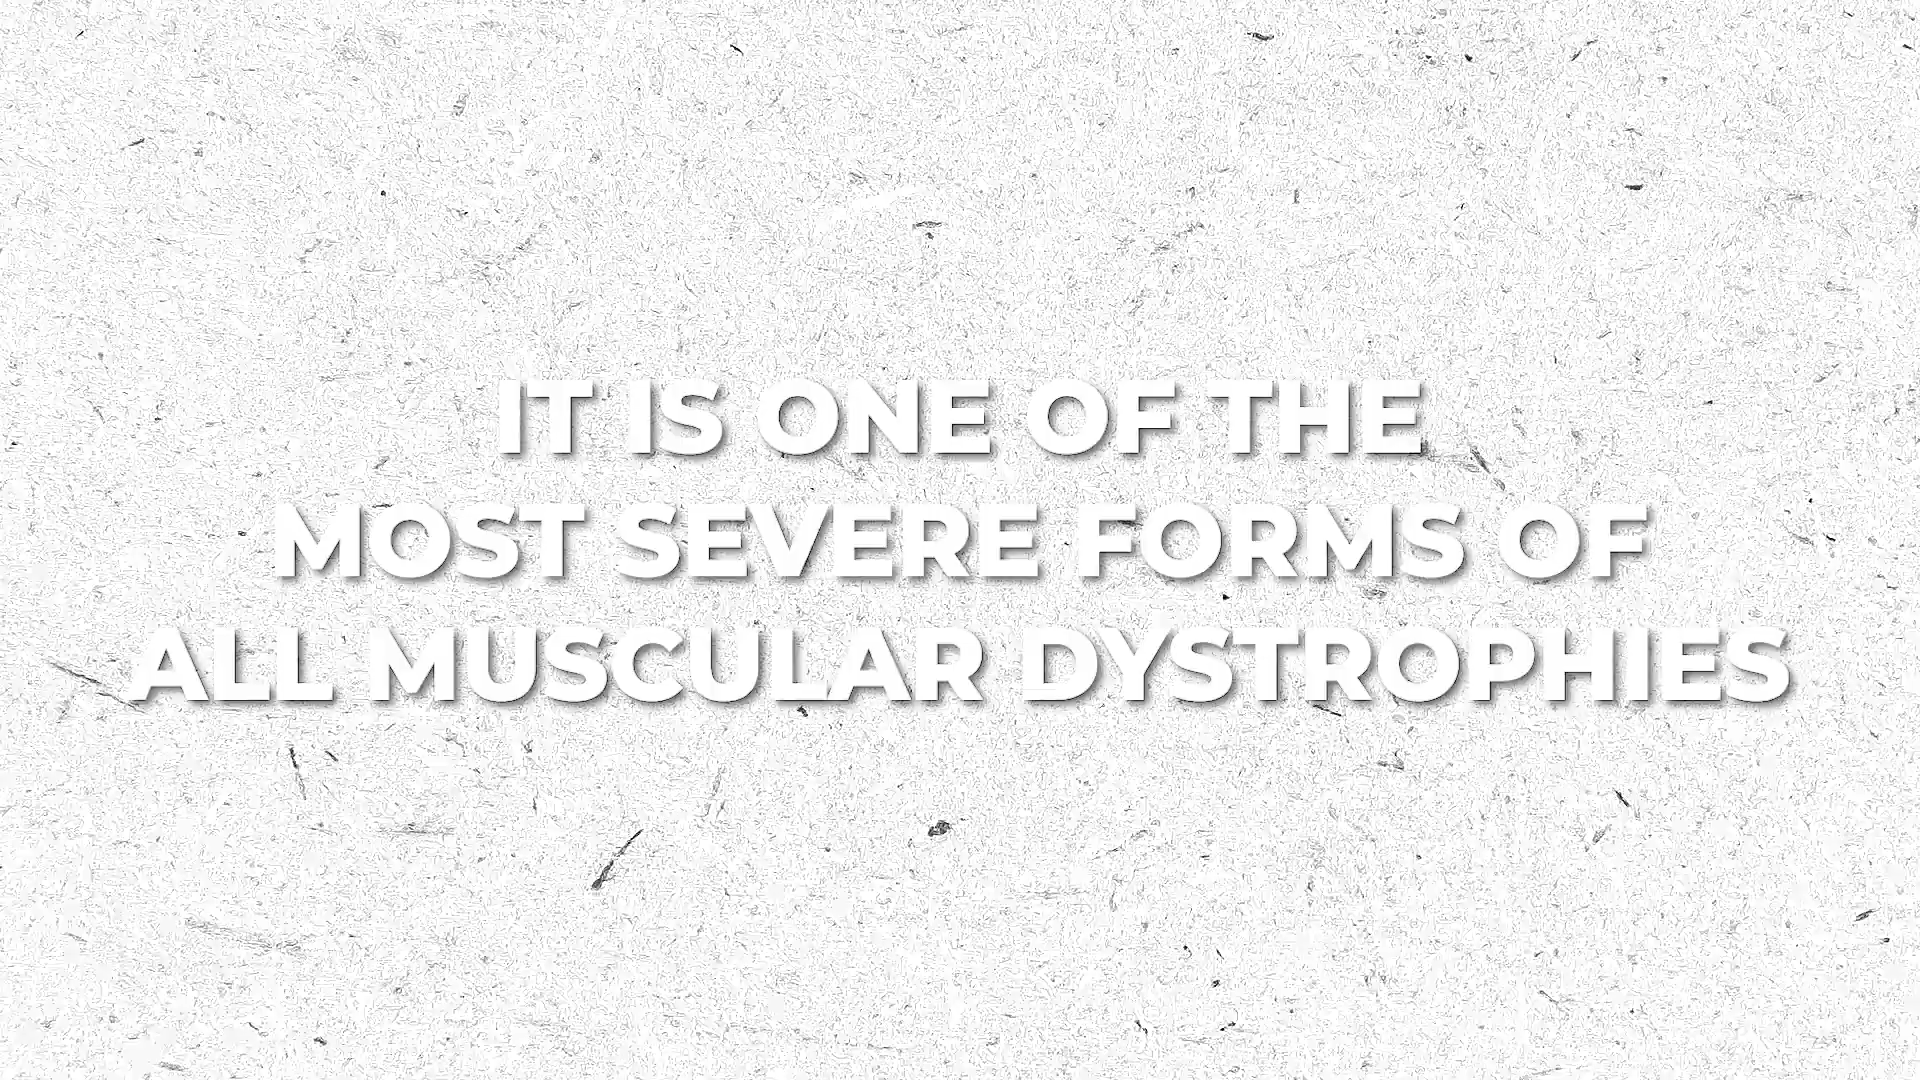 IT IS ONE OF THE
MOST SEVERE FORMS OF
ALL MUSCULAR DYSTROPHIES